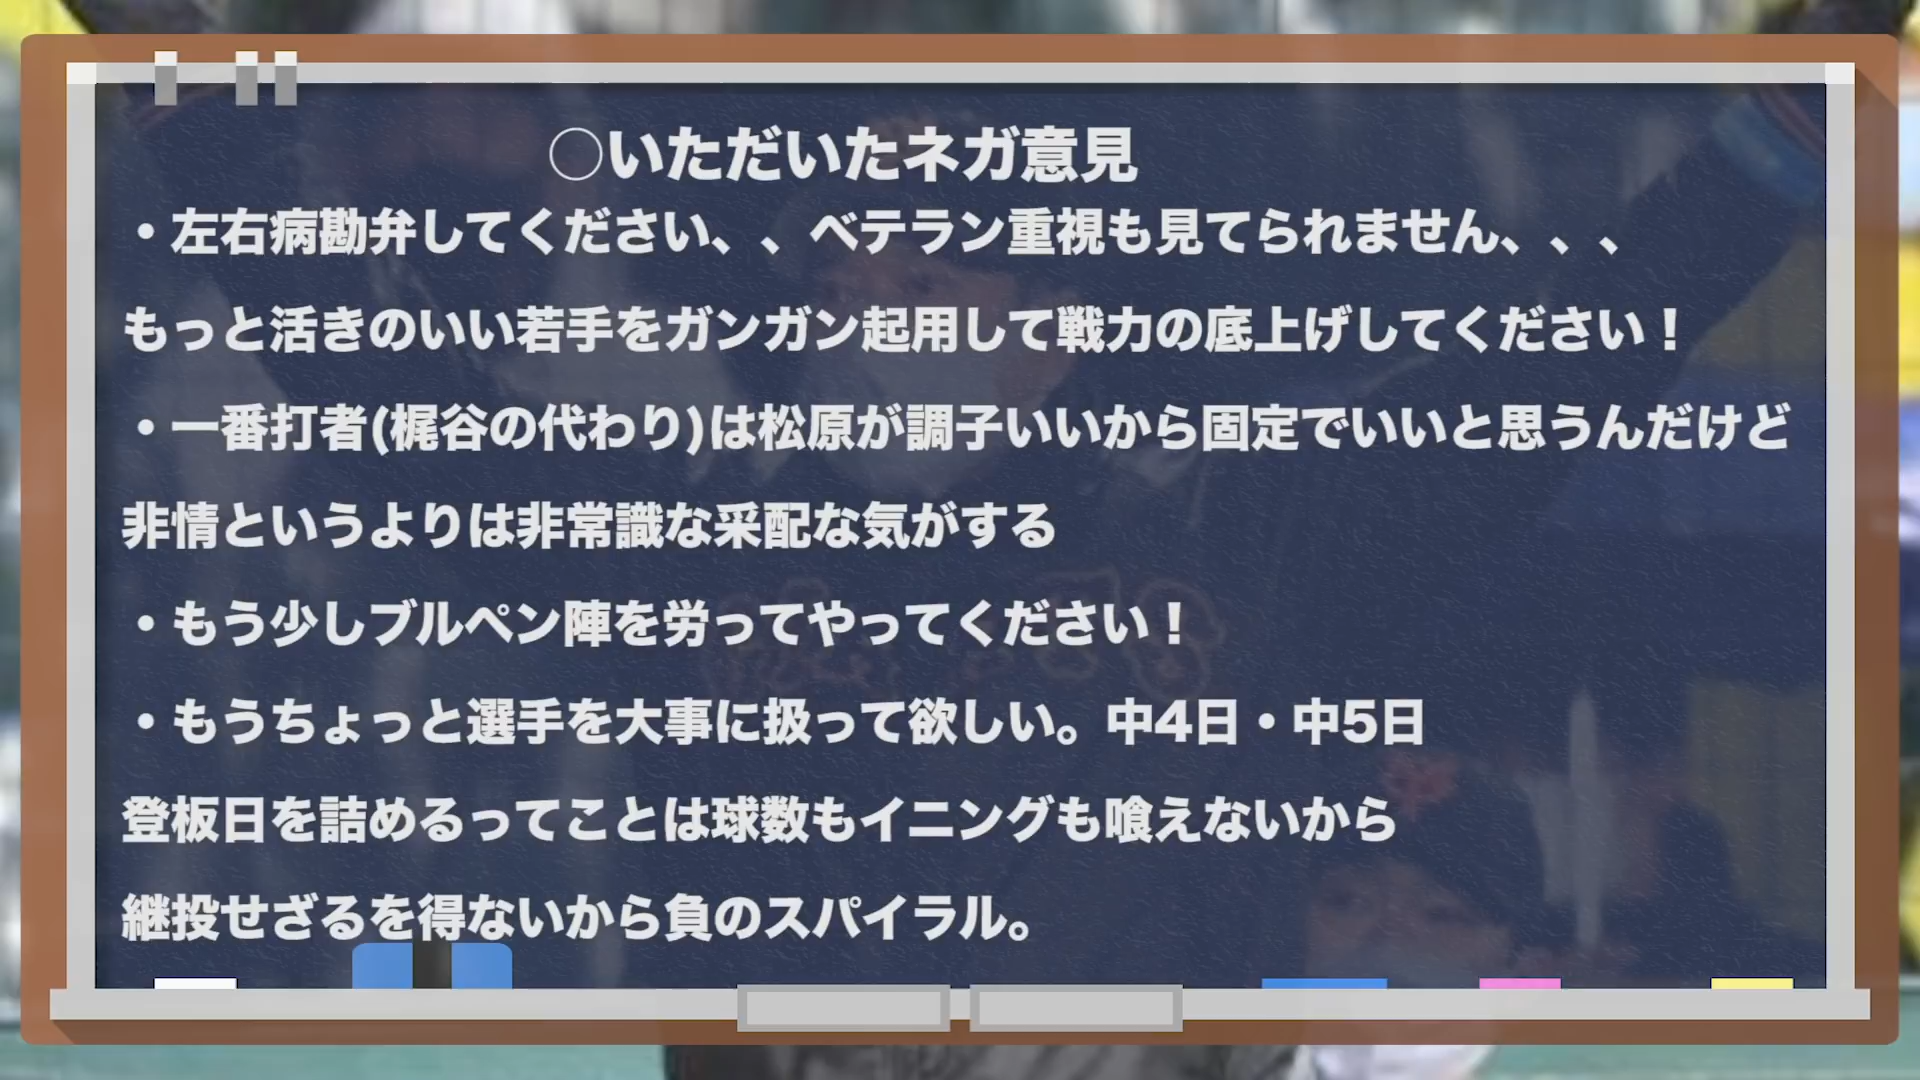 ○いただいたネガ意見
・左右病勘弁してください、、ベテラン重視も見てられません、、、
もっと活きのいい若手をガンガン起用して戦力の底上げしてください！
・一番打者(梶谷の代わり)は松原が調子いいから固定でいいと思うんだけど
非情というよりは非常識な采配な気がする
・もう少しブルペン陣を労ってやってください！
・もうちょっと選手を大事に扱って欲しい。中4日・中5日
登板日を詰めるってことは球数もイニングも喰えないから
継投せざるを得ないから負のスパイラル。